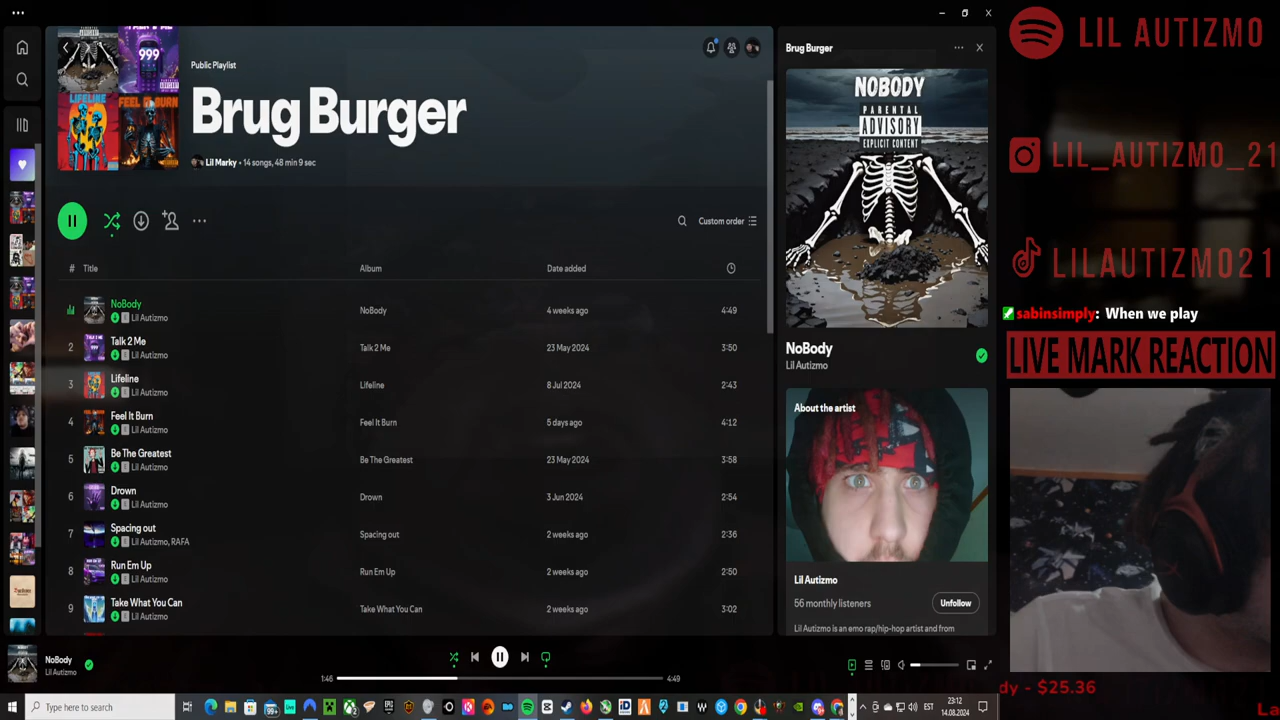 Public Playlist
Brug Burger
Lil Marky • 14 songs, 48 min 9 sec
999
LIFELINE
FEEL IT BURN
Custom order
# Title Album Date added
NoBody
Lil Autizmo
NoBody 4 weeks ago 4:49
2 Talk 2 Me
Lil Autizmo
Talk 2 Me 23 May 2024 3:50
3 Lifeline
Lil Autizmo
Lifeline 8 Jul 2024 2:43
4 Feel It Burn
Lil Autizmo
Feel It Burn 5 days ago 4:12
5 Be The Greatest
Lil Autizmo
Be The Greatest 23 May 2024 3:58
6 Drown
Lil Autizmo
Drown 3 Jun 2024 2:54
7 Spacing out
Lil Autizmo, RAFA
Spacing out 2 weeks ago 2:36
8 Run Em Up
Lil Autizmo
Run Em Up 2 weeks ago 2:50
9 Take What You Can
Lil Autizmo
Take What You Can 2 weeks ago 3:02
Brug Burger
NOBODY
PARENTAL
ADVISORY
EXPLICIT CONTENT
NoBody
Lil Autizmo
About the artist
Lil Autizmo
56 monthly listeners
Unfollow
Lil Autizmo is an emo rap/hip-hop artist and from
NoBody
Lil Autizmo
1:46
4:49
LIL AUTIZMO
LIL_AUTIZMO_21
LILAUTIZMO21
sabinsimply: When we play
LIVE MARK REACTION
dy - $25.36
La
Type here to search
99+
EST
23:12
14.08.2024